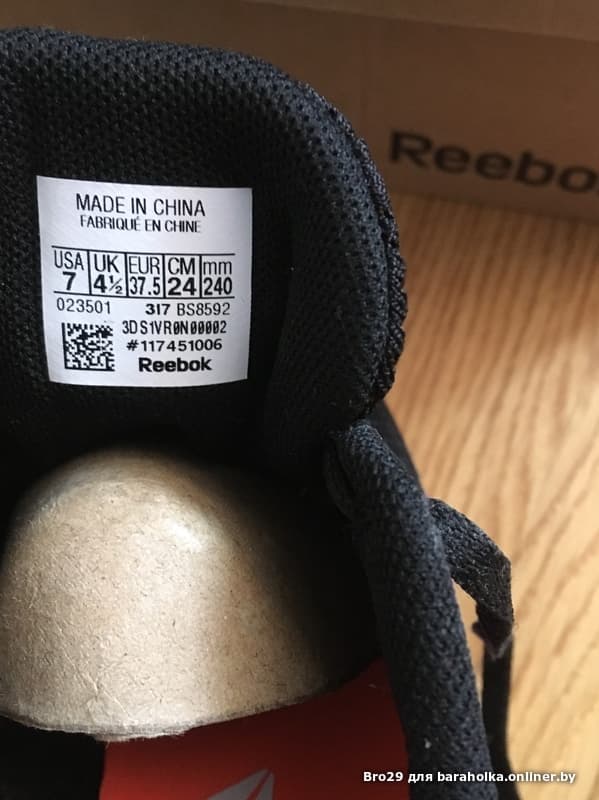 Reebo
MADE IN CHINA
FABRIQUÉ EN CHINE
USA UK EUR CM mm
7 4½ 37.5 24 240
023501 317 BS8592
3DS1VR0N00002
#117451006
Reebok
Bro29 для baraholka.onliner.by